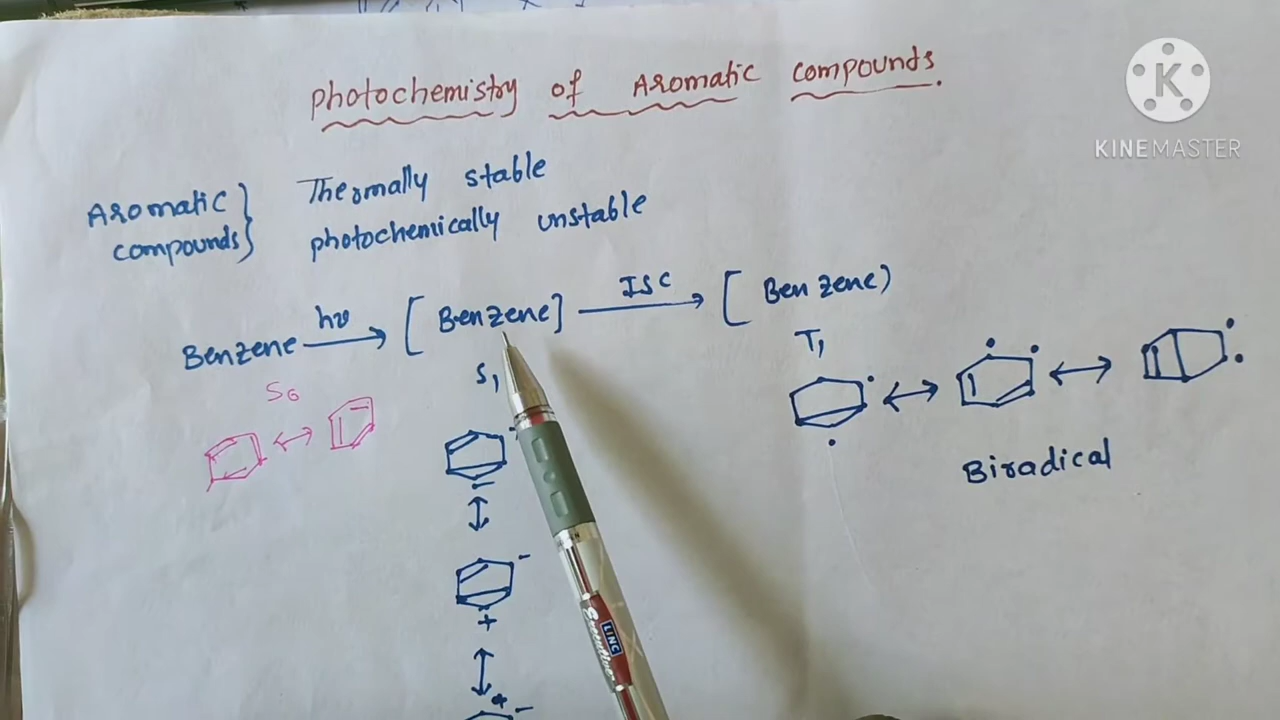 photochemistry of Aromatic compounds.
K
KINEMASTER
Aromatic compounds} Thermally stable
photochemically unstable
Benzene hν → [Benzene] ISC → [Benzene)
S0
S1
T1
Biradical
LINC